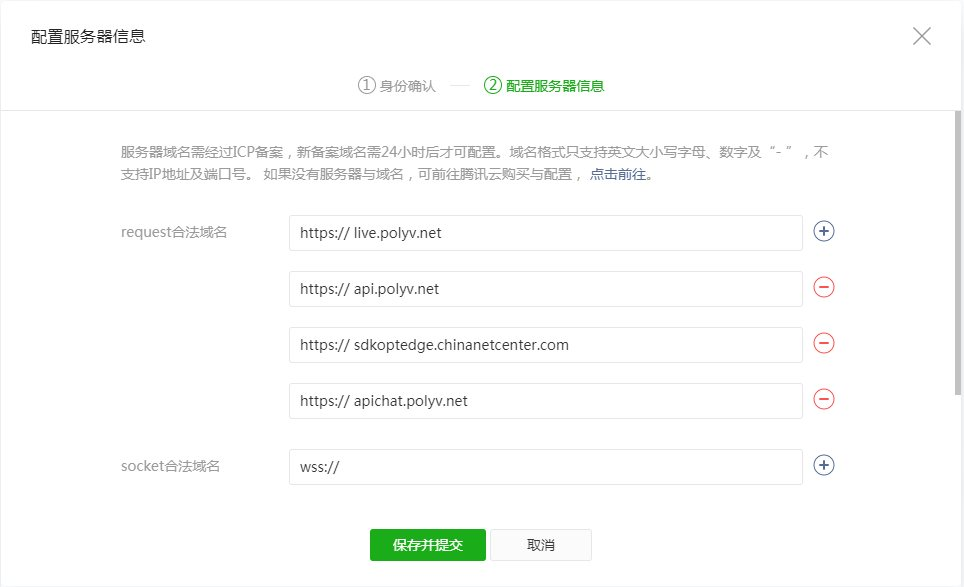 配置服务器信息
① 身份确认 ② 配置服务器信息
服务器域名需经过ICP备案，新备案域名需24小时后才可配置。域名格式只支持英文大小写字母、数字及“- ”，不
支持IP地址及端口号。 如果没有服务器与域名，可前往腾讯云购买与配置， 点击前往。
request合法域名 https:// live.polyv.net
https:// api.polyv.net
https:// sdkoptedge.chinanetcenter.com
https:// apichat.polyv.net
socket合法域名 wss://
保存并提交 取消